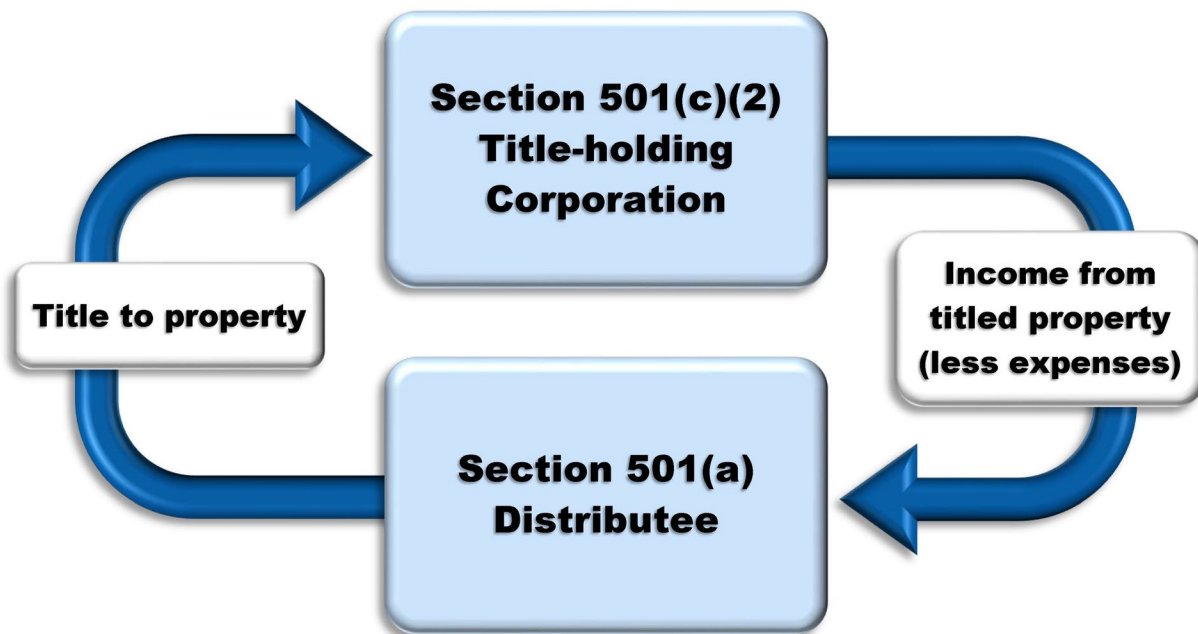 Section 501(c)(2)
Title-holding
Corporation
Title to property
Income from
titled property
(less expenses)
Section 501(a)
Distributee